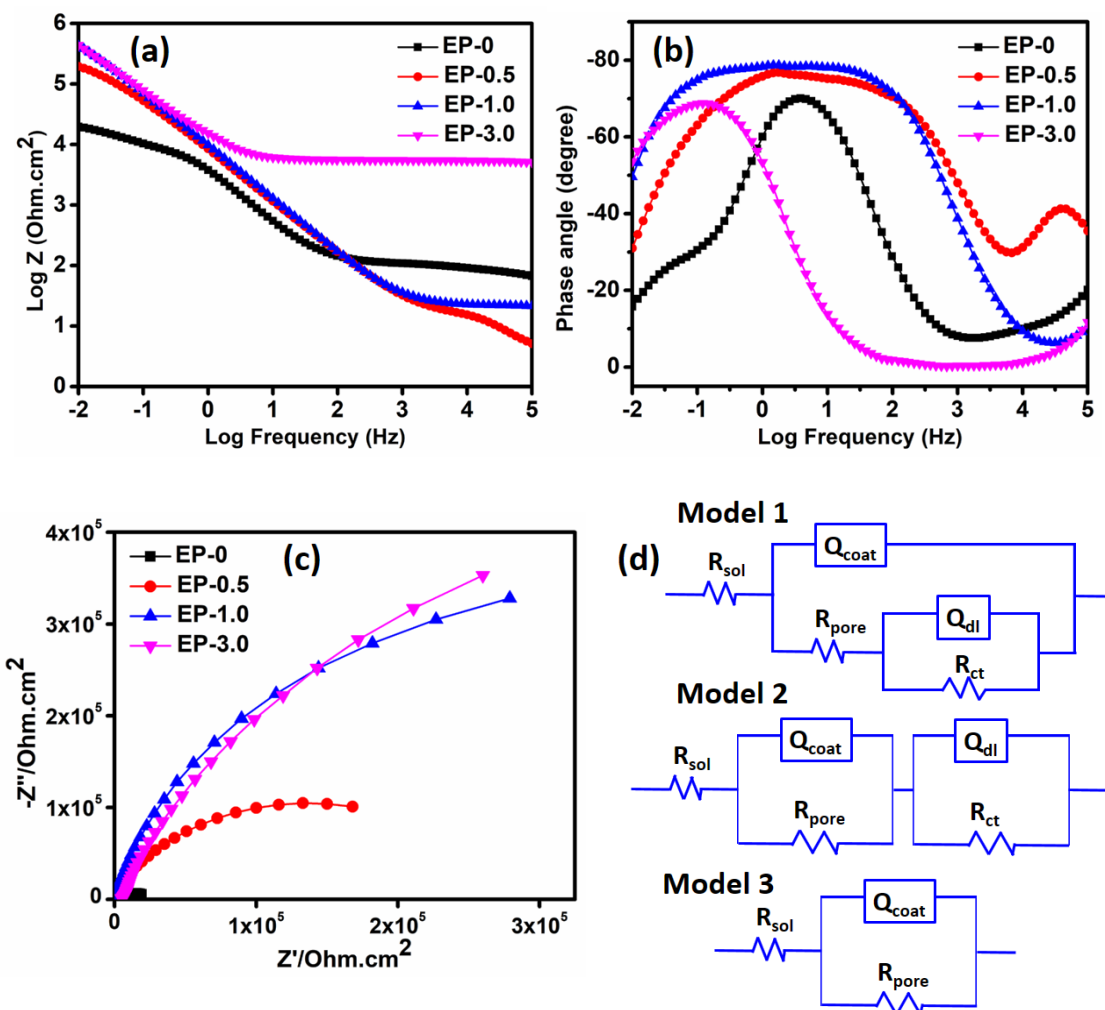 (a)
EP-0
EP-0.5
EP-1.0
EP-3.0
Log Z (Ohm.cm²)
6
5
4
3
2
1
0
-2 -1 0 1 2 3 4 5
Log Frequency (Hz)
(b)
EP-0
EP-0.5
EP-1.0
EP-3.0
Phase angle (degree)
-80
-60
-40
-20
0
-2 -1 0 1 2 3 4 5
Log Frequency (Hz)
(c)
EP-0
EP-0.5
EP-1.0
EP-3.0
-Z"/Ohm.cm²
4x10⁵
3x10⁵
2x10⁵
1x10⁵
0
0 1x10⁵ 2x10⁵ 3x10⁵
Z'/Ohm.cm²
(d)
Model 1
Rsol
Qcoat
Rpore
Qdl
Rct
Model 2
Rsol
Qcoat
Rpore
Qdl
Rct
Model 3
Rsol
Qcoat
Rpore